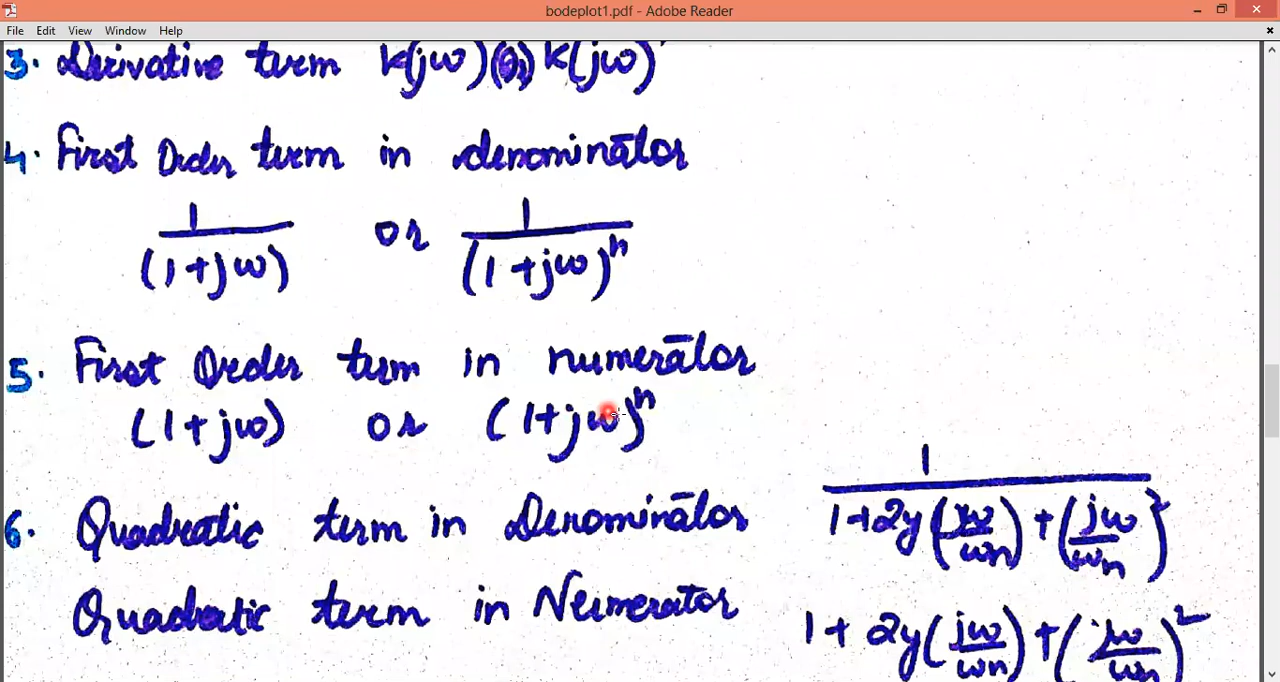 bodeplot1.pdf - Adobe Reader
File Edit View Window Help
3. Derivative term k(jω) (or) k(jω)
4. First Order term in denominator
1/(1+jω) or 1/(1+jω)^n
5. First Order term in numerator
(1+jω) or (1+jω)^n
6. Quadratic term in Denominator 1/(1+2y(jω/ωn)+(jω/ωn)^2)
Quadratic term in Numerator 1+2y(jω/ωn)+(jω/ωn)^2